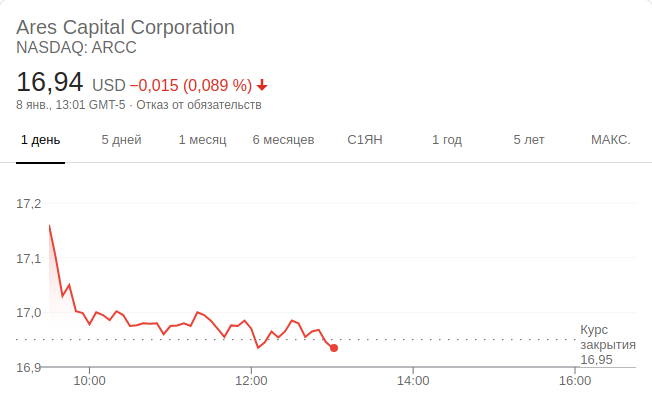 Ares Capital Corporation
NASDAQ: ARCC
16,94 USD −0,015 (0,089 %)
8 янв., 13:01 GMT-5 · Отказ от обязательств
1 день 5 дней 1 месяц 6 месяцев С1ЯН 1 год 5 лет МАКС.
17,2
17,1
17,0
Курс
закрытия
16,95
16,9
10:00 12:00 14:00 16:00